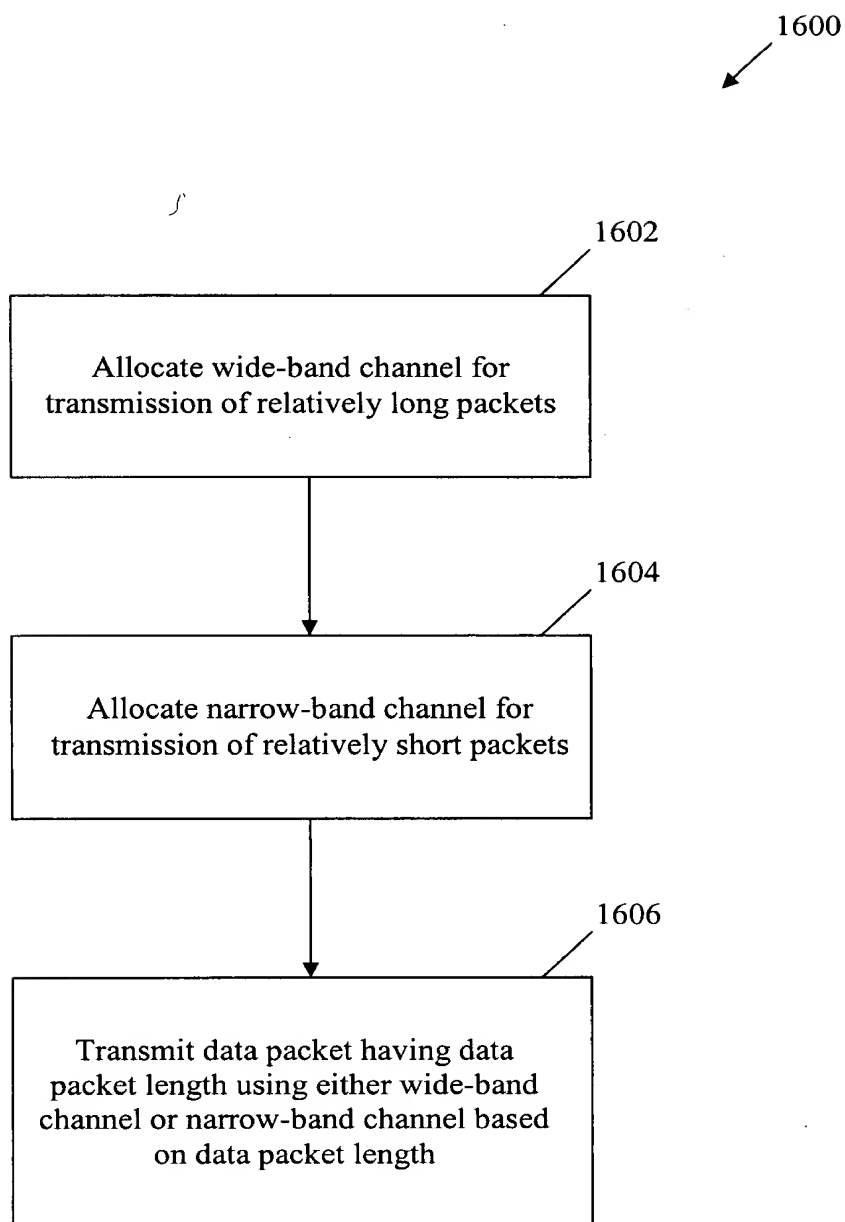 1600
1602
Allocate wide-band channel for
transmission of relatively long packets
1604
Allocate narrow-band channel for
transmission of relatively short packets
1606
Transmit data packet having data
packet length using either wide-band
channel or narrow-band channel based
on data packet length